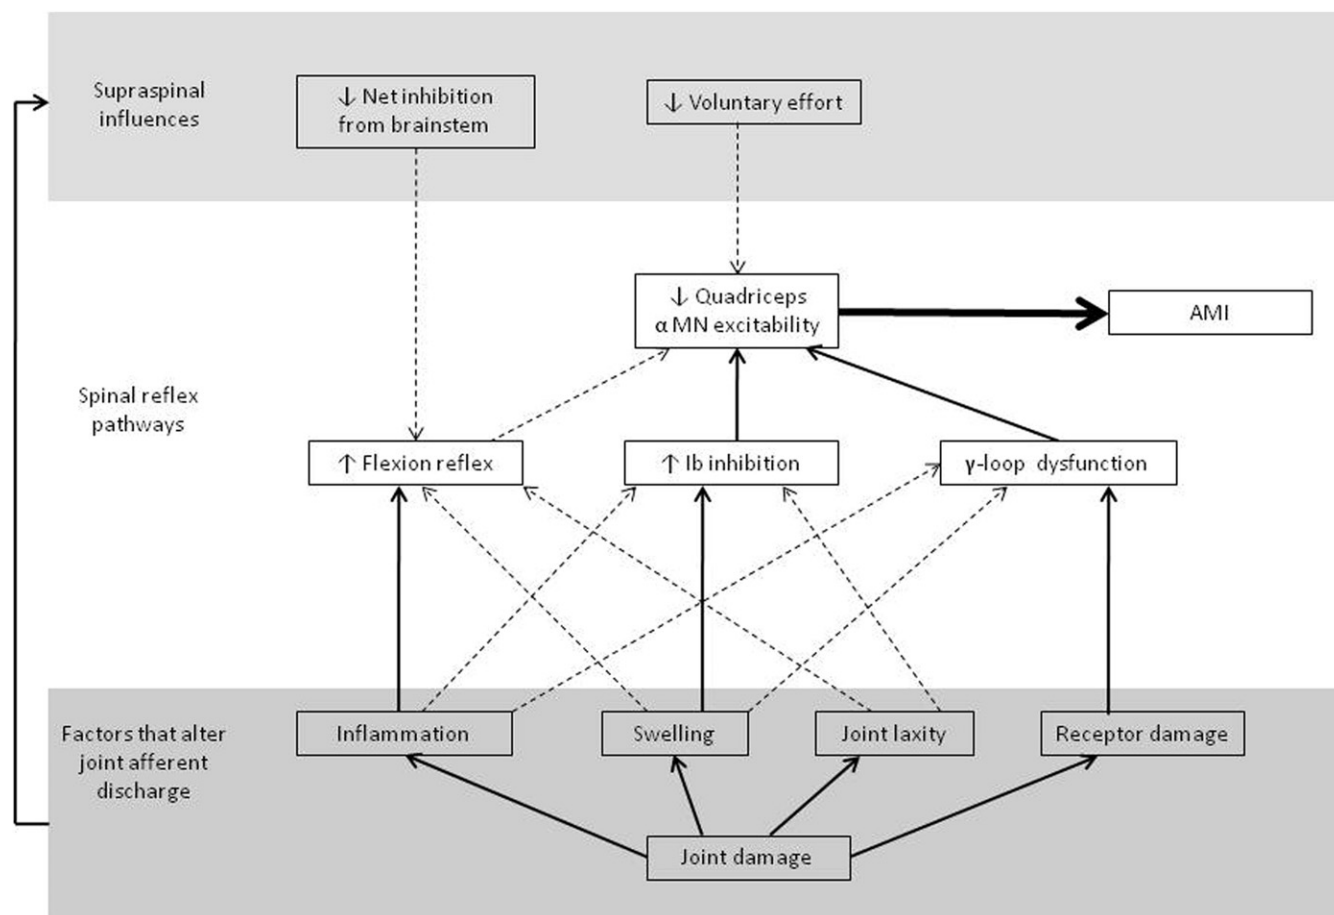 Supraspinal
influences
↓ Net inhibition
from brainstem
↓ Voluntary effort
↓ Quadriceps
α MN excitability
AMI
Spinal reflex
pathways
↑ Flexion reflex
↑ Ib inhibition
γ-loop dysfunction
Factors that alter
joint afferent
discharge
Inflammation
Swelling
Joint laxity
Receptor damage
Joint damage